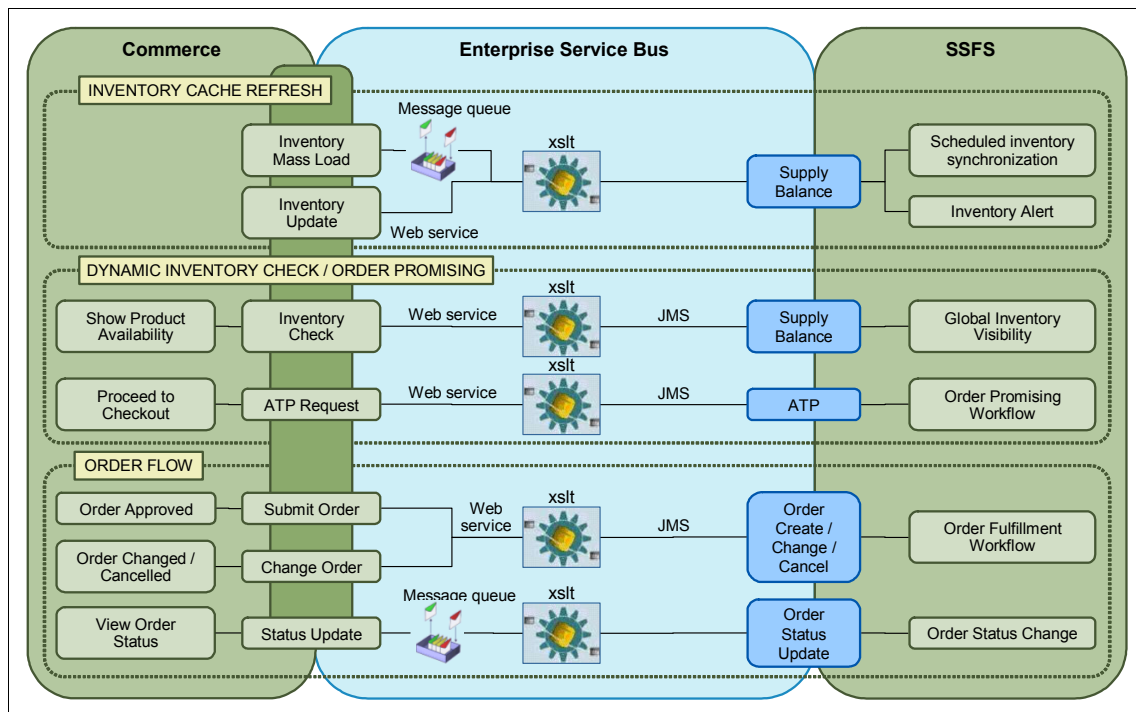 Commerce
Enterprise Service Bus
SSFS
INVENTORY CACHE REFRESH
Message queue
Inventory
Mass Load
xslt
Supply
Balance
Scheduled inventory
synchronization
Inventory
Update
Web service
Inventory Alert
DYNAMIC INVENTORY CHECK / ORDER PROMISING
xslt
Show Product
Availability
Inventory
Check
Web service
JMS
Supply
Balance
Global Inventory
Visibility
xslt
Proceed to
Checkout
ATP Request
Web service
JMS
ATP
Order Promising
Workflow
ORDER FLOW
xslt
Order Approved
Submit Order
Web
service
JMS
Order
Create /
Change /
Cancel
Order Fulfillment
Workflow
Order Changed /
Cancelled
Change Order
Message queue
xslt
View Order
Status
Status Update
Order
Status
Update
Order Status Change